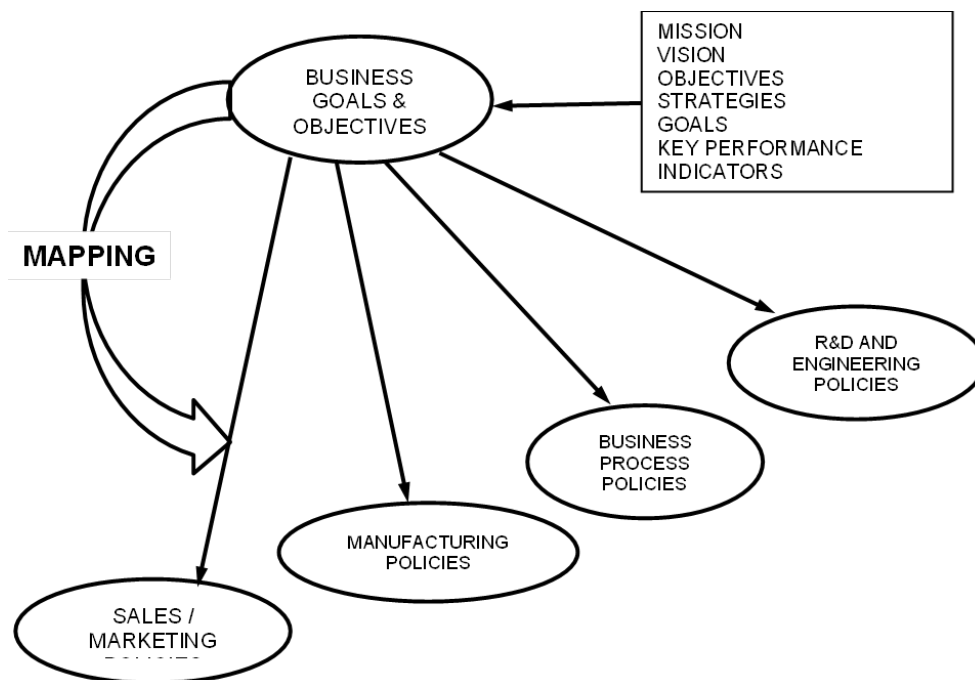 BUSINESS
GOALS &
OBJECTIVES
MISSION
VISION
OBJECTIVES
STRATEGIES
GOALS
KEY PERFORMANCE
INDICATORS
MAPPING
R&D AND
ENGINEERING
POLICIES
BUSINESS
PROCESS
POLICIES
MANUFACTURING
POLICIES
SALES /
MARKETING
POLICIES